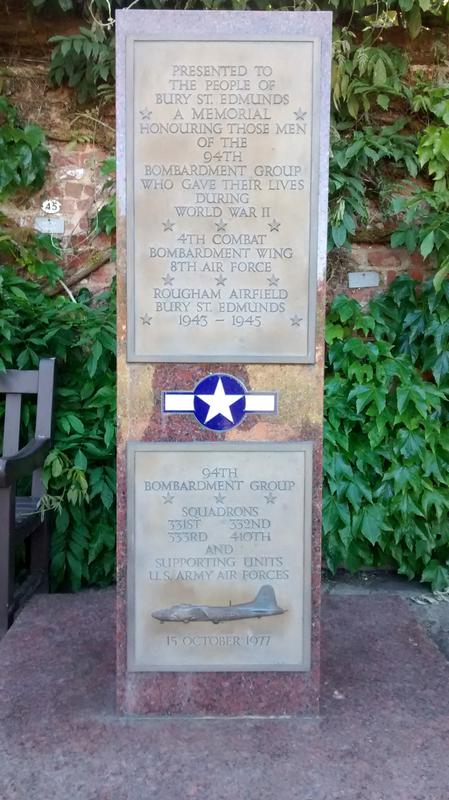 PRESENTED TO
THE PEOPLE OF
BURY ST. EDMUNDS
A MEMORIAL
HONOURING THOSE MEN
OF THE
94TH
BOMBARDMENT GROUP
WHO GAVE THEIR LIVES
DURING
WORLD WAR II
4TH COMBAT
BOMBARDMENT WING
8TH AIR FORCE
ROUGHAM AIRFIELD
BURY ST. EDMUNDS
1943 - 1945
45
94TH
BOMBARDMENT GROUP
SQUADRONS
331ST 332ND
333RD 410TH
AND
SUPPORTING UNITS
U.S. ARMY AIR FORCES
15 OCTOBER 1977